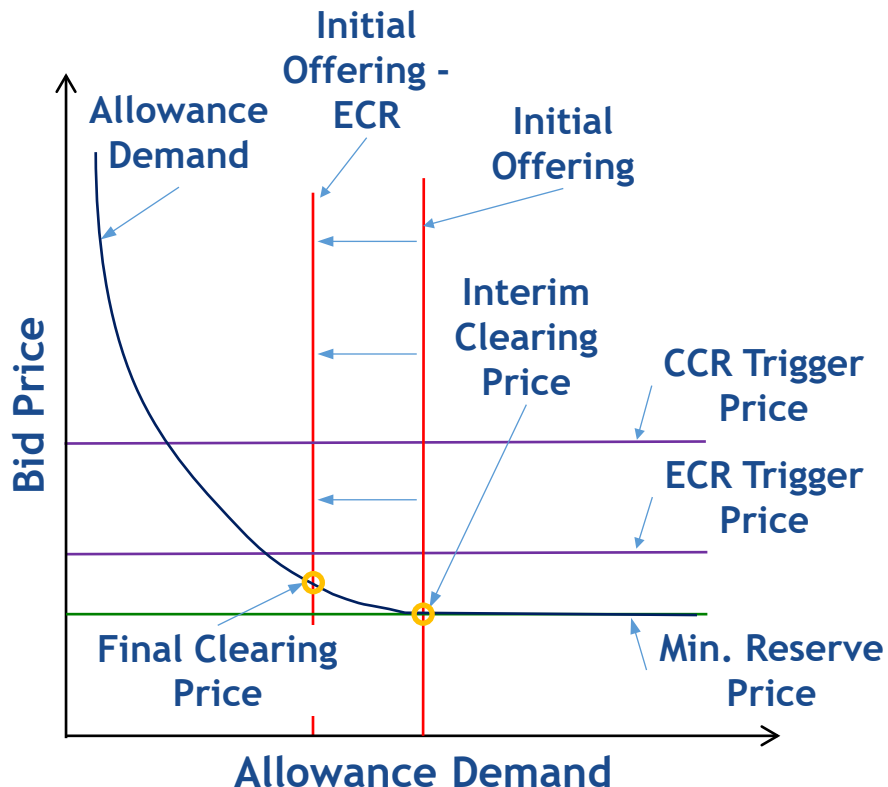 Initial
Offering -
ECR
Allowance
Demand
Initial
Offering
Interim
Clearing
Price
CCR Trigger
Price
ECR Trigger
Price
Bid Price
Final Clearing
Price
Min. Reserve
Price
Allowance Demand